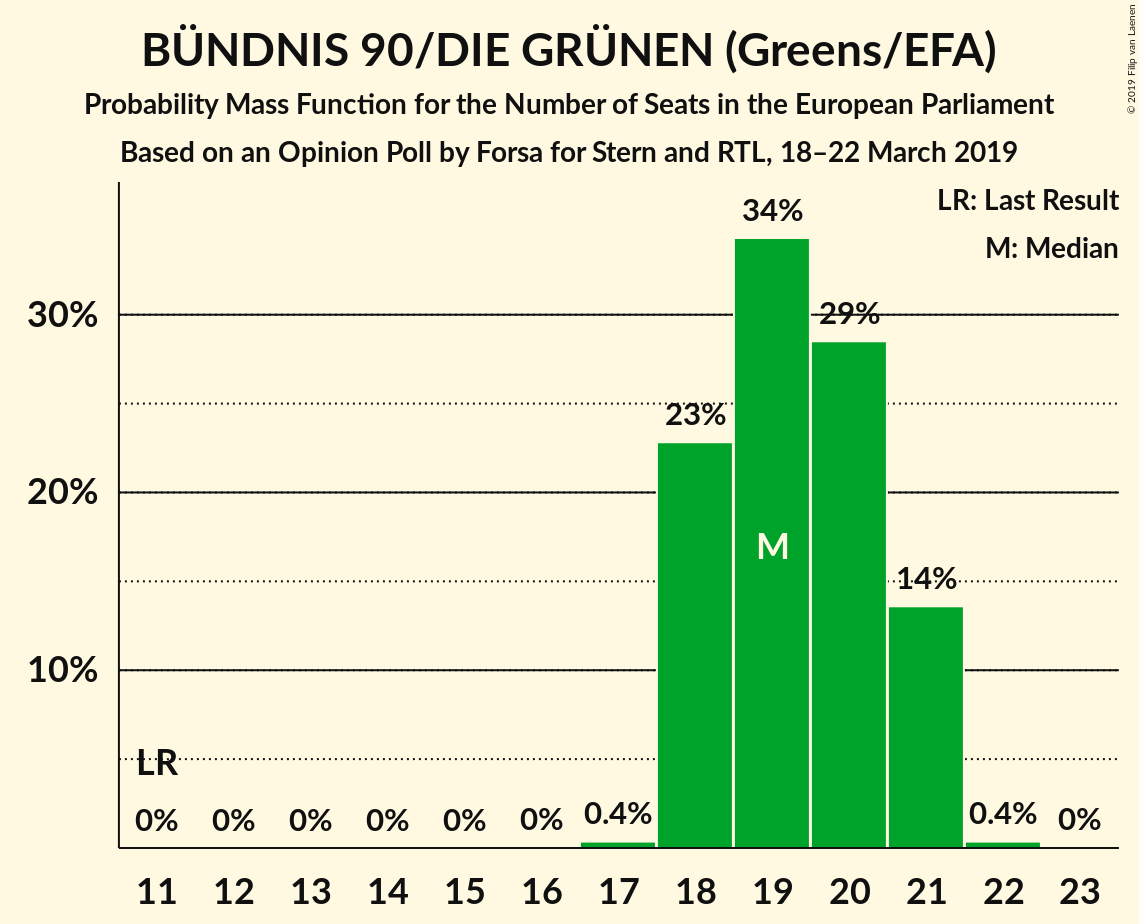 BÜNDNIS 90/DIE GRÜNEN (Greens/EFA)
Probability Mass Function for the Number of Seats in the European Parliament
Based on an Opinion Poll by Forsa for Stern and RTL, 18–22 March 2019
© 2019 Filip van Laenen
LR: Last Result
M: Median
34%
30%
29%
23%
20%
M
14%
10%
LR
0% 0% 0% 0% 0% 0% 0.4% 0.4% 0%
11 12 13 14 15 16 17 18 19 20 21 22 23